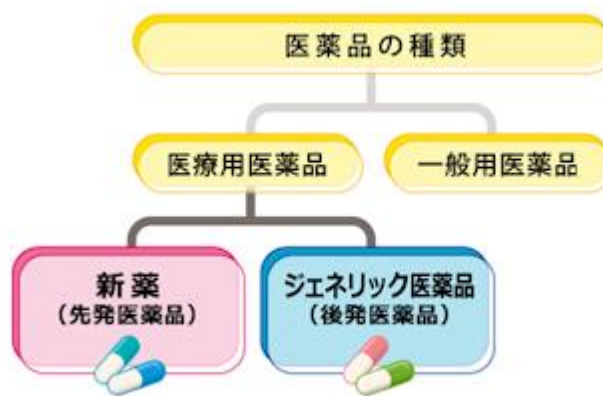 医薬品の種類
医療用医薬品
一般用医薬品
新薬
（先発医薬品）
ジェネリック医薬品
（後発医薬品）